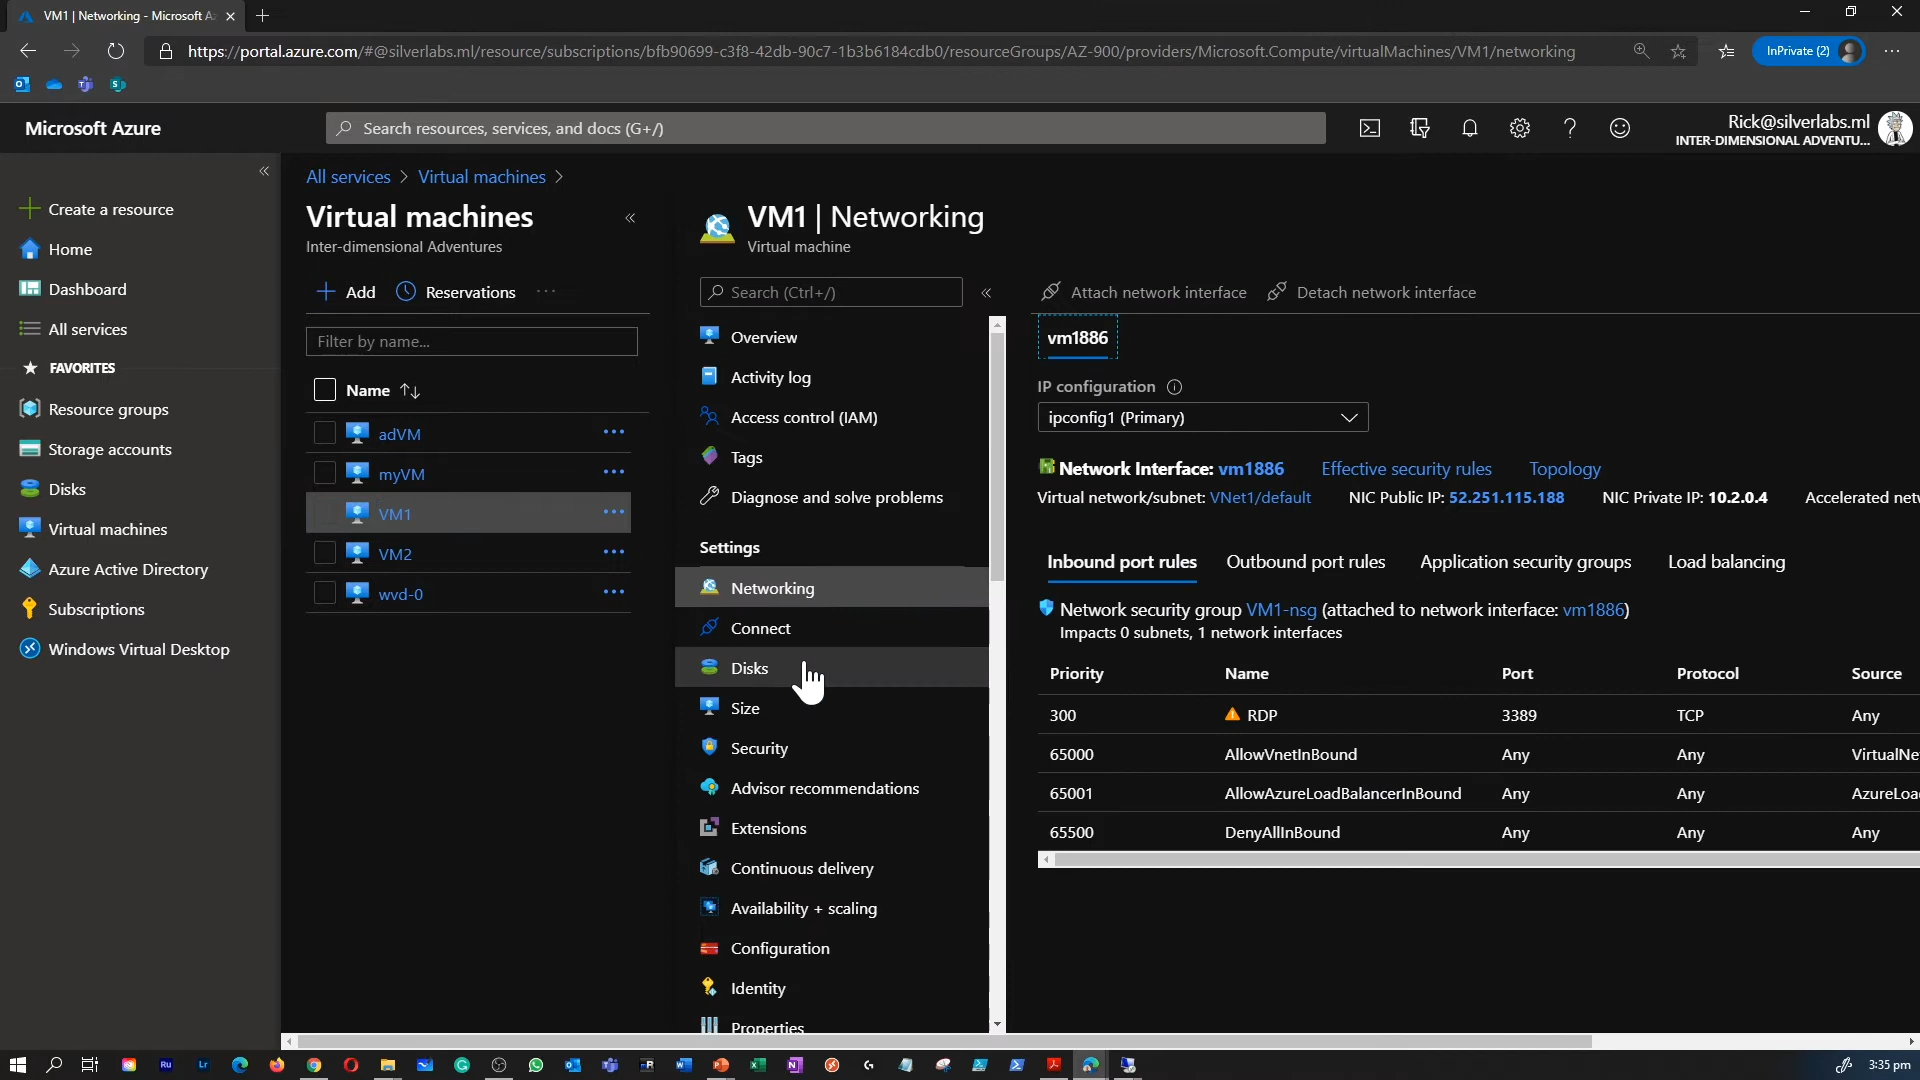 VM1 | Networking - Microsoft Az
https://portal.azure.com/#@silverlabs.ml/resource/subscriptions/bfb90699-c3f8-42db-90c7-1b3b6184cdb0/resourceGroups/AZ-900/providers/Microsoft.Compute/virtualMachines/VM1/networking
InPrivate (2)
Microsoft Azure
Search resources, services, and docs (G+/)
Rick@silverlabs.ml
INTER-DIMENSIONAL ADVENTU...
Create a resource
Home
Dashboard
All services
FAVORITES
Resource groups
Storage accounts
Disks
Virtual machines
Azure Active Directory
Subscriptions
Windows Virtual Desktop
All services > Virtual machines >
Virtual machines
Inter-dimensional Adventures
Add
Reservations
Filter by name...
Name
adVM
myVM
VM1
VM2
wvd-0
VM1 | Networking
Virtual machine
Search (Ctrl+/)
Overview
Activity log
Access control (IAM)
Tags
Diagnose and solve problems
Settings
Networking
Connect
Disks
Size
Security
Advisor recommendations
Extensions
Continuous delivery
Availability + scaling
Configuration
Identity
Properties
Attach network interface
Detach network interface
vm1886
IP configuration
ipconfig1 (Primary)
Network Interface: vm1886 Effective security rules Topology
Virtual network/subnet: VNet1/default NIC Public IP: 52.251.115.188 NIC Private IP: 10.2.0.4 Accelerated netw
Inbound port rules Outbound port rules Application security groups Load balancing
Network security group VM1-nsg (attached to network interface: vm1886)
Impacts 0 subnets, 1 network interfaces
Priority Name Port Protocol Source
300 RDP 3389 TCP Any
65000 AllowVnetInBound Any Any VirtualNe
65001 AllowAzureLoadBalancerInBound Any Any AzureLoa
65500 DenyAllInBound Any Any Any
3:35 pm